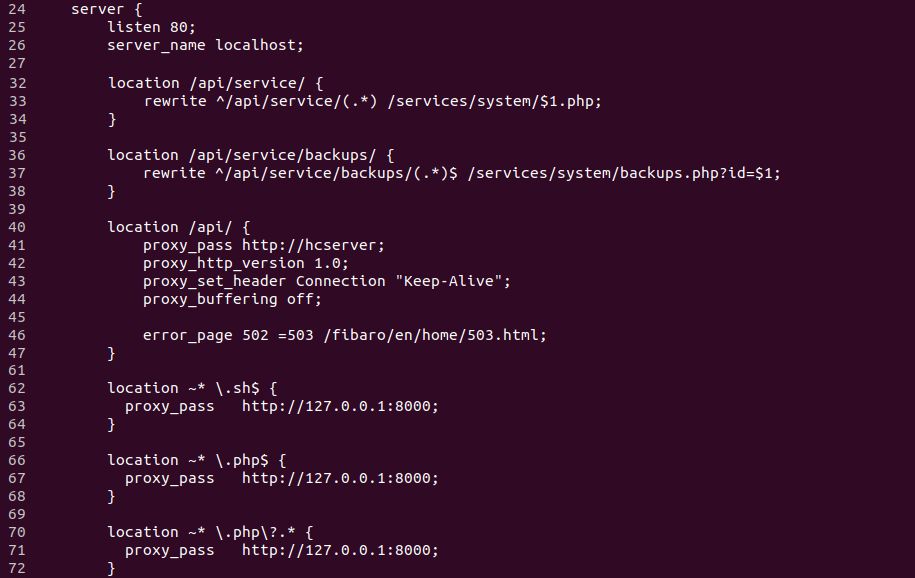 24     server {
25         listen 80;
26         server_name localhost;
27
32         location /api/service/ {
33             rewrite ^/api/service/(.*) /services/system/$1.php;
34         }
35
36         location /api/service/backups/ {
37             rewrite ^/api/service/backups/(.*)$ /services/system/backups.php?id=$1;
38         }
39
40         location /api/ {
41             proxy_pass http://hcserver;
42             proxy_http_version 1.0;
43             proxy_set_header Connection "Keep-Alive";
44             proxy_buffering off;
45
46             error_page 502 =503 /fibaro/en/home/503.html;
47         }
61
62         location ~* \.sh$ {
63           proxy_pass   http://127.0.0.1:8000;
64         }
65
66         location ~* \.php$ {
67           proxy_pass   http://127.0.0.1:8000;
68         }
69
70         location ~* \.php\?.* {
71           proxy_pass   http://127.0.0.1:8000;
72         }